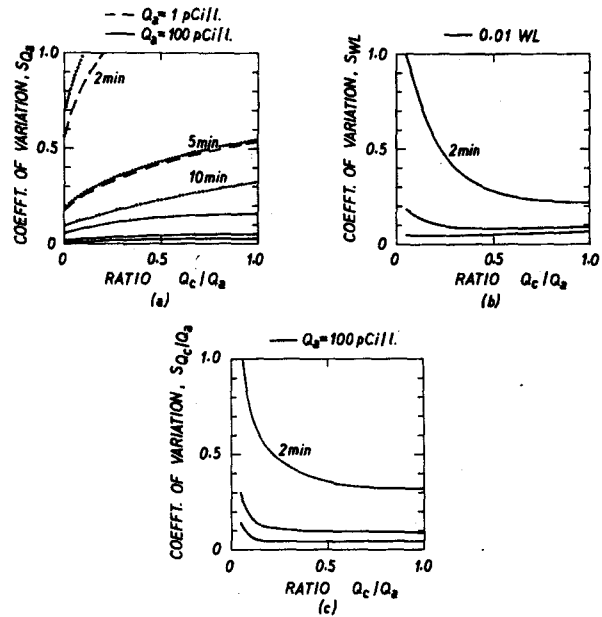 Qa = 1 pCi/l.
Qa = 100 pCi/l.
COEFFT. OF VARIATION, SQa
1.0
0.5
0
2min
5min
10min
0 0.5 1.0
RATIO Qc/Qa
(a)
0.01 WL
COEFFT. OF VARIATION, SWL
1.0
0.5
0
2min
0 0.5 1.0
RATIO Qc/Qa
(b)
Qa = 100 pCi/l.
COEFFT. OF VARIATION, SQc/Qa
1.0
0.5
0
2min
0 0.5 1.0
RATIO Qc/Qa
(c)